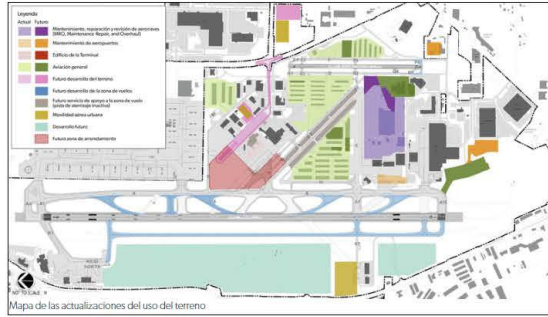 Leyenda
Actual Futuro
Mantenimiento, reparación y revisión de aeronaves
(MRO, Maintenance Repair, and Overhaul)
Mantenimiento de aeropuertos
Edificio de la Terminal
Aviación general
Futuro desarrollo del terreno
Futuro desarrollo de la zona de vuelos
Futuro servicio de apoyo a la zona de vuelo
(pista de aterrizaje inactiva)
Movilidad aérea urbana
Desarrollo futuro
Futura zona de arrendamiento
NOT TO SCALE
Mapa de las actualizaciones del uso del terreno